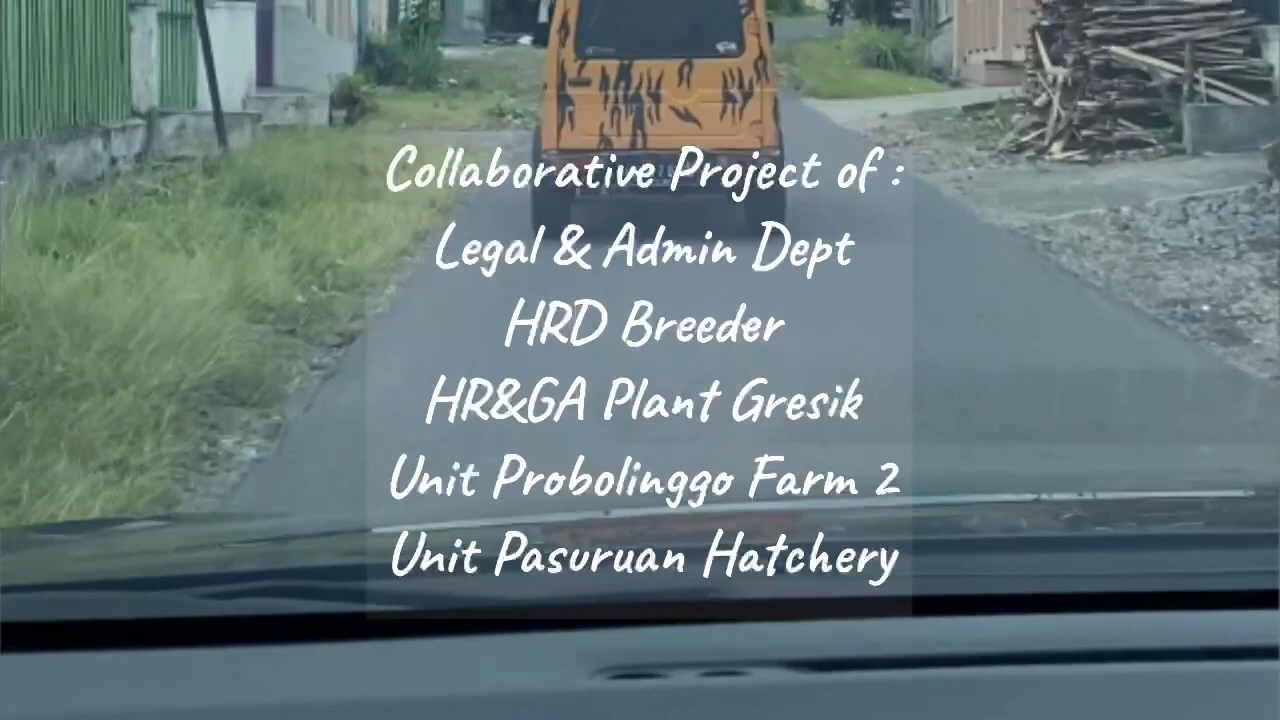 Collaborative Project of :
Legal & Admin Dept
HRD Breeder
HR&GA Plant Gresik
Unit Probolinggo Farm 2
Unit Pasuruan Hatchery